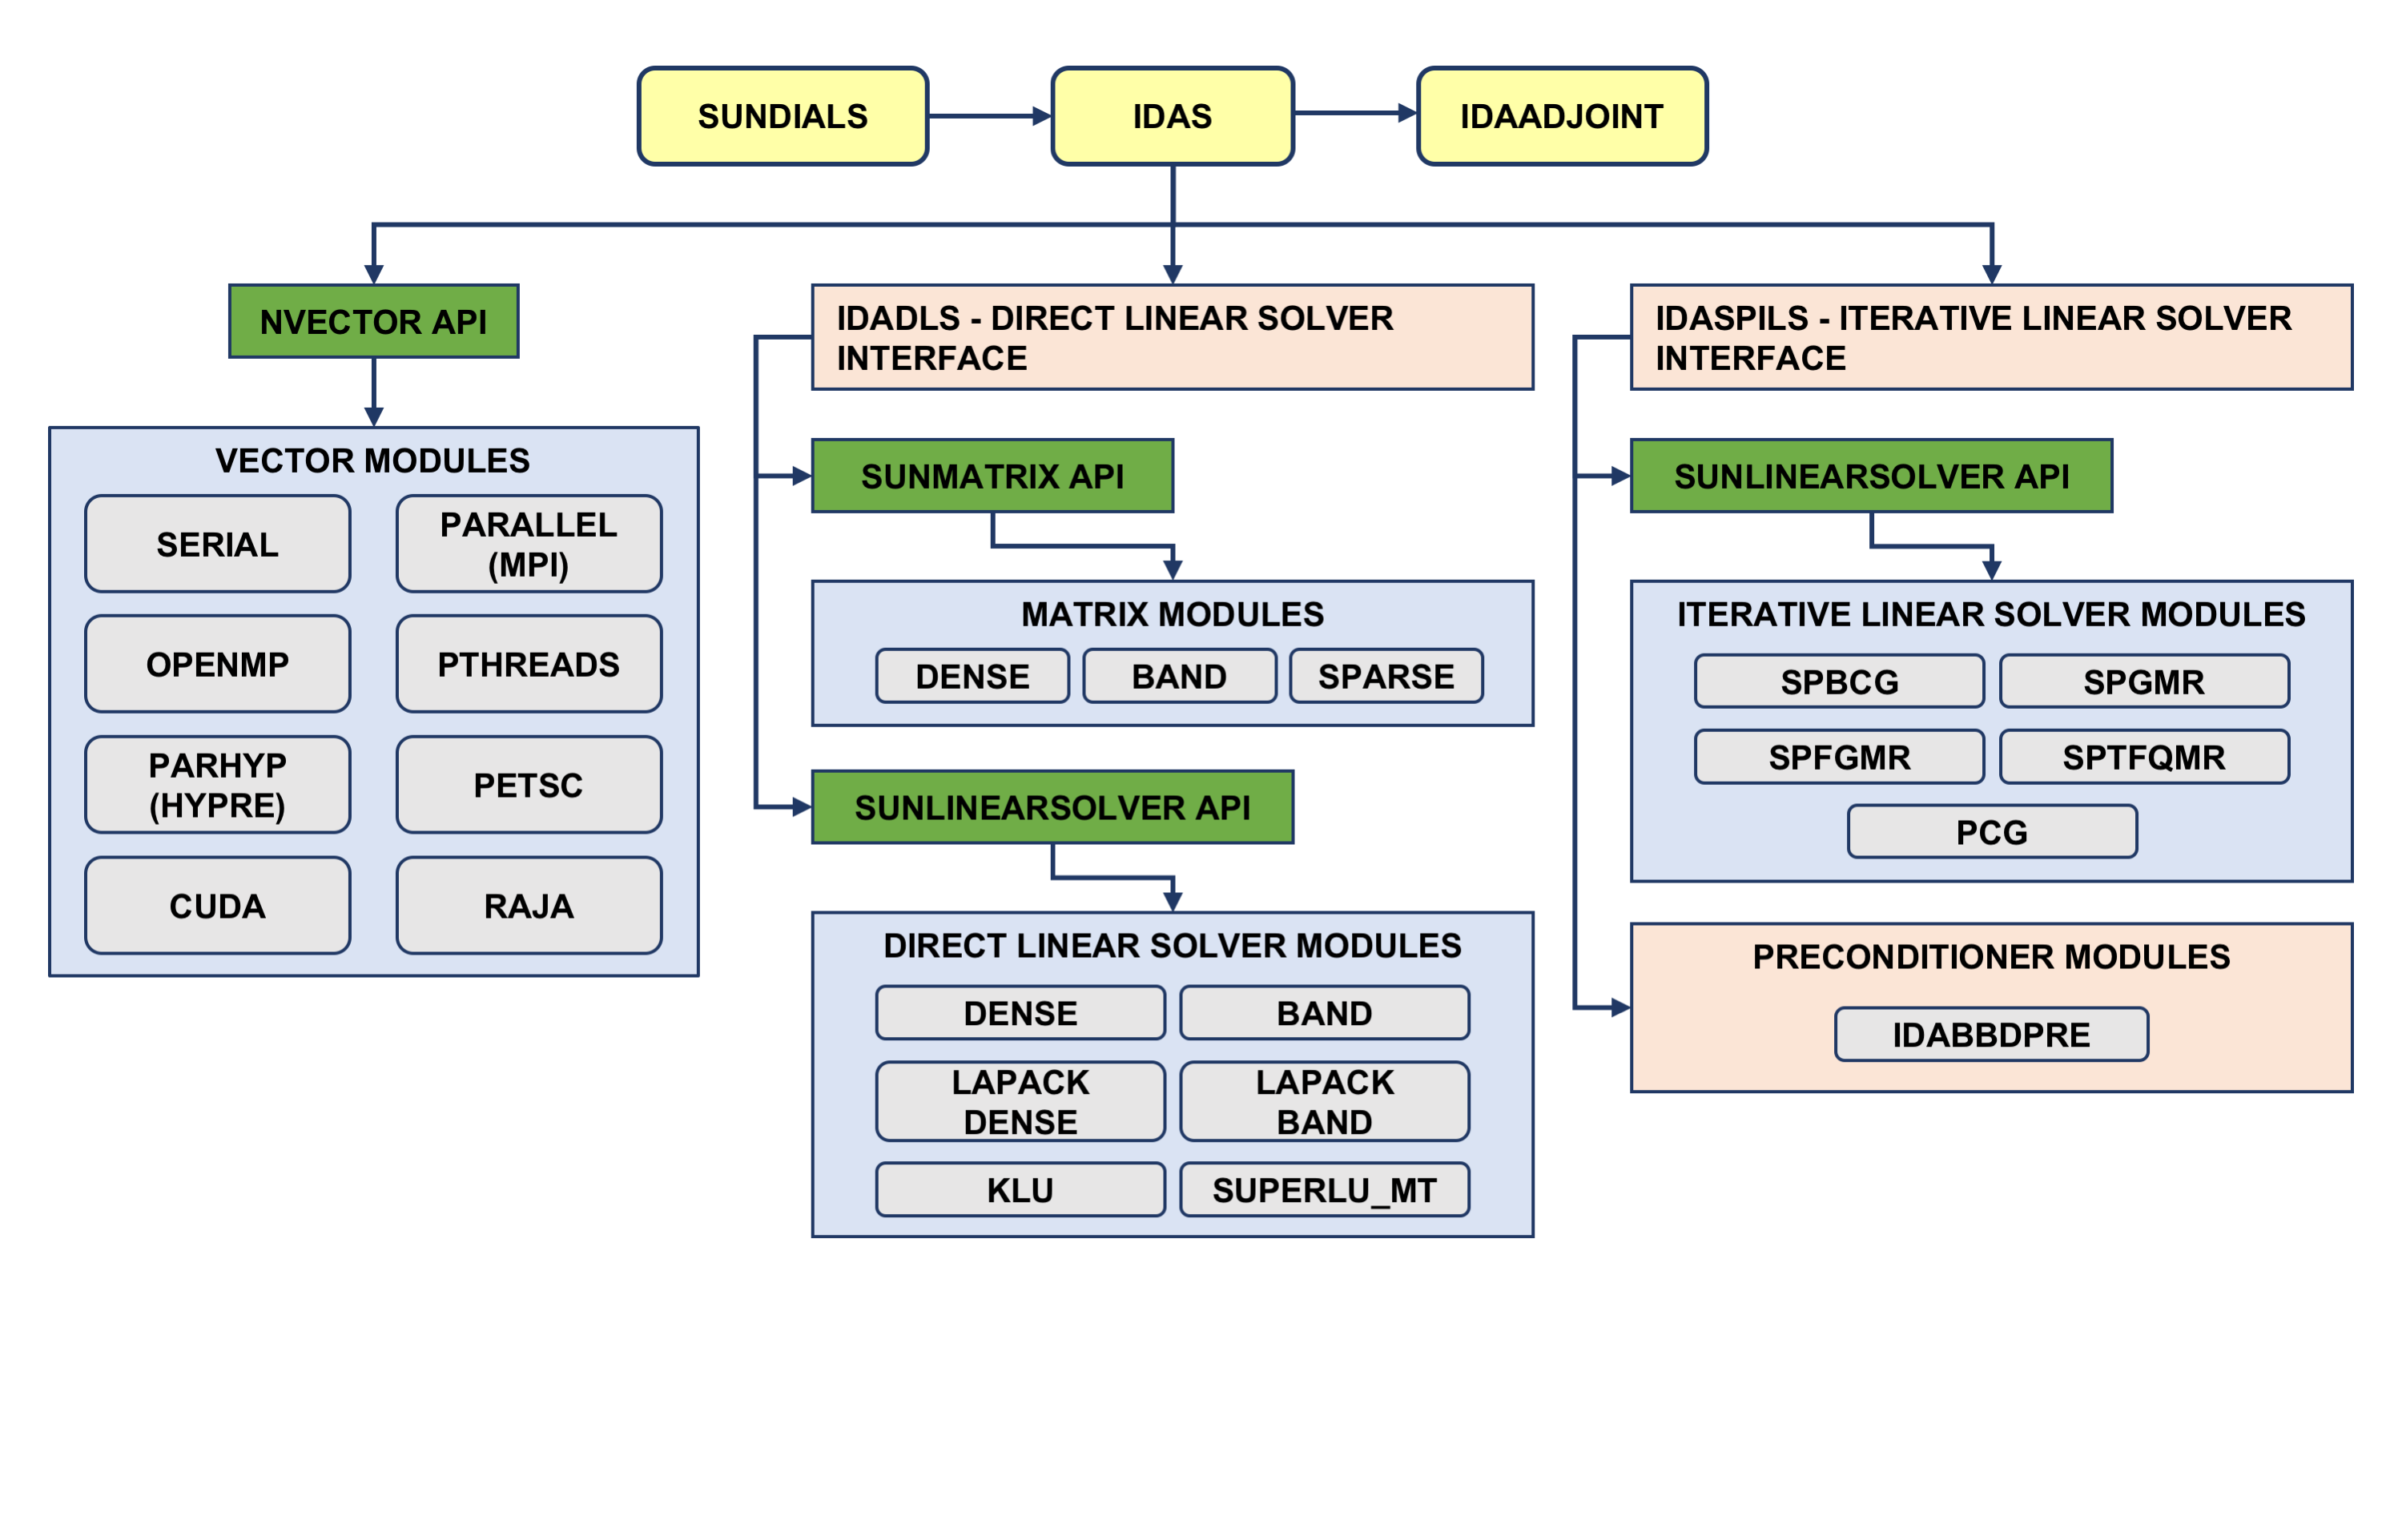 SUNDIALS
IDAS
IDAADJOINT
NVECTOR API
VECTOR MODULES
SERIAL
PARALLEL
(MPI)
OPENMP
PTHREADS
PARHYP
(HYPRE)
PETSC
CUDA
RAJA
IDADLS - DIRECT LINEAR SOLVER
INTERFACE
SUNMATRIX API
MATRIX MODULES
DENSE
BAND
SPARSE
SUNLINEARSOLVER API
DIRECT LINEAR SOLVER MODULES
DENSE
BAND
LAPACK
DENSE
LAPACK
BAND
KLU
SUPERLU_MT
IDASPILS - ITERATIVE LINEAR SOLVER
INTERFACE
SUNLINEARSOLVER API
ITERATIVE LINEAR SOLVER MODULES
SPBCG
SPGMR
SPFGMR
SPTFQMR
PCG
PRECONDITIONER MODULES
IDABBDPRE